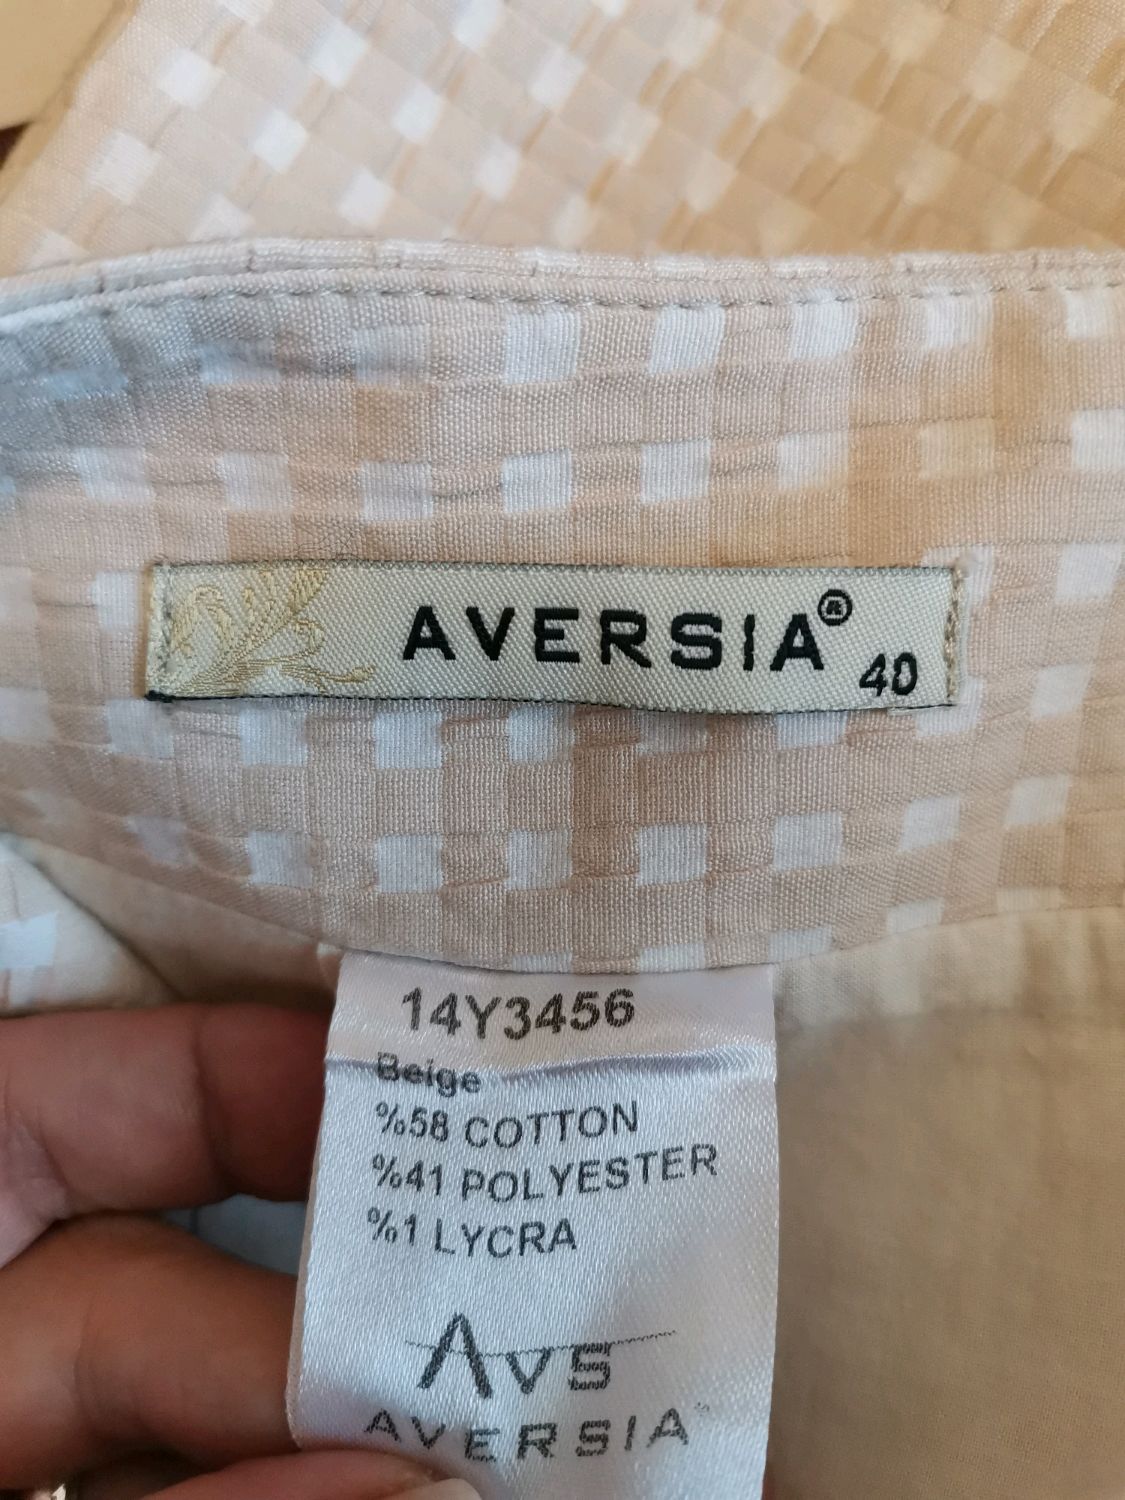 AVERSIA®
40
14Y3456
Beige
%58 COTTON
%41 POLYESTER
%1 LYCRA
AVS
AVERSIA